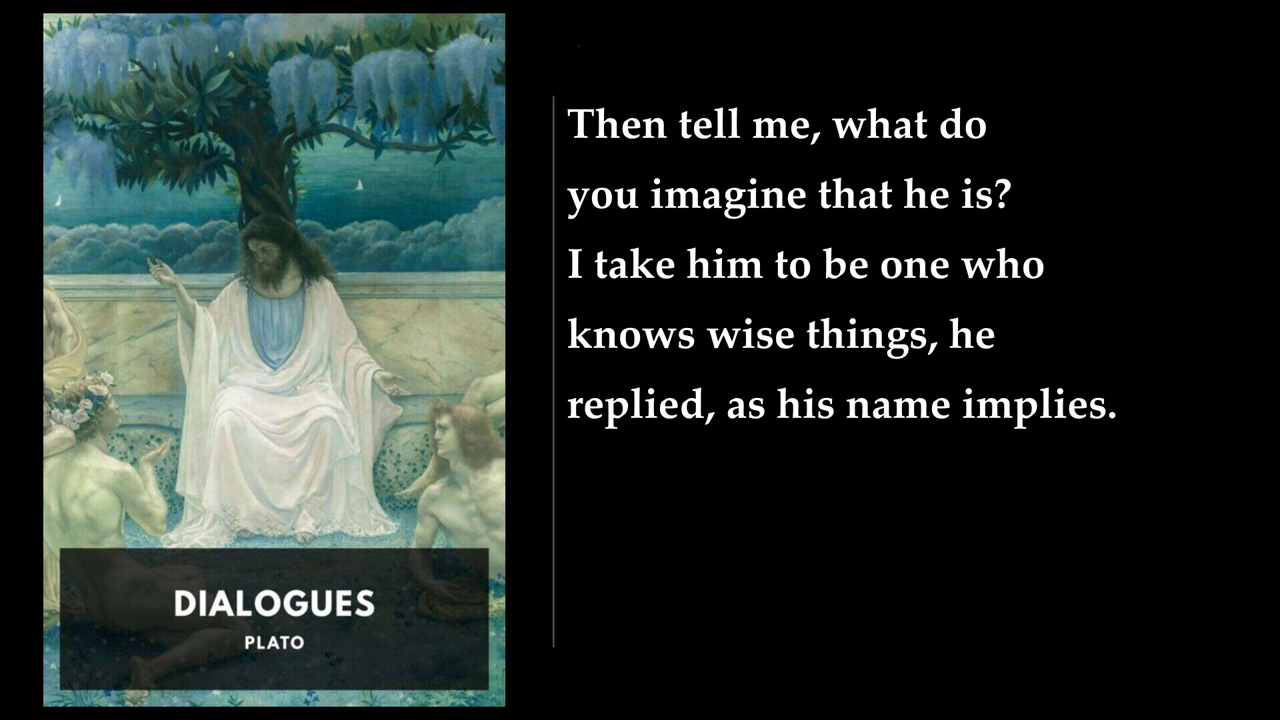 DIALOGUES
PLATO
Then tell me, what do
you imagine that he is?
I take him to be one who
knows wise things, he
replied, as his name implies.